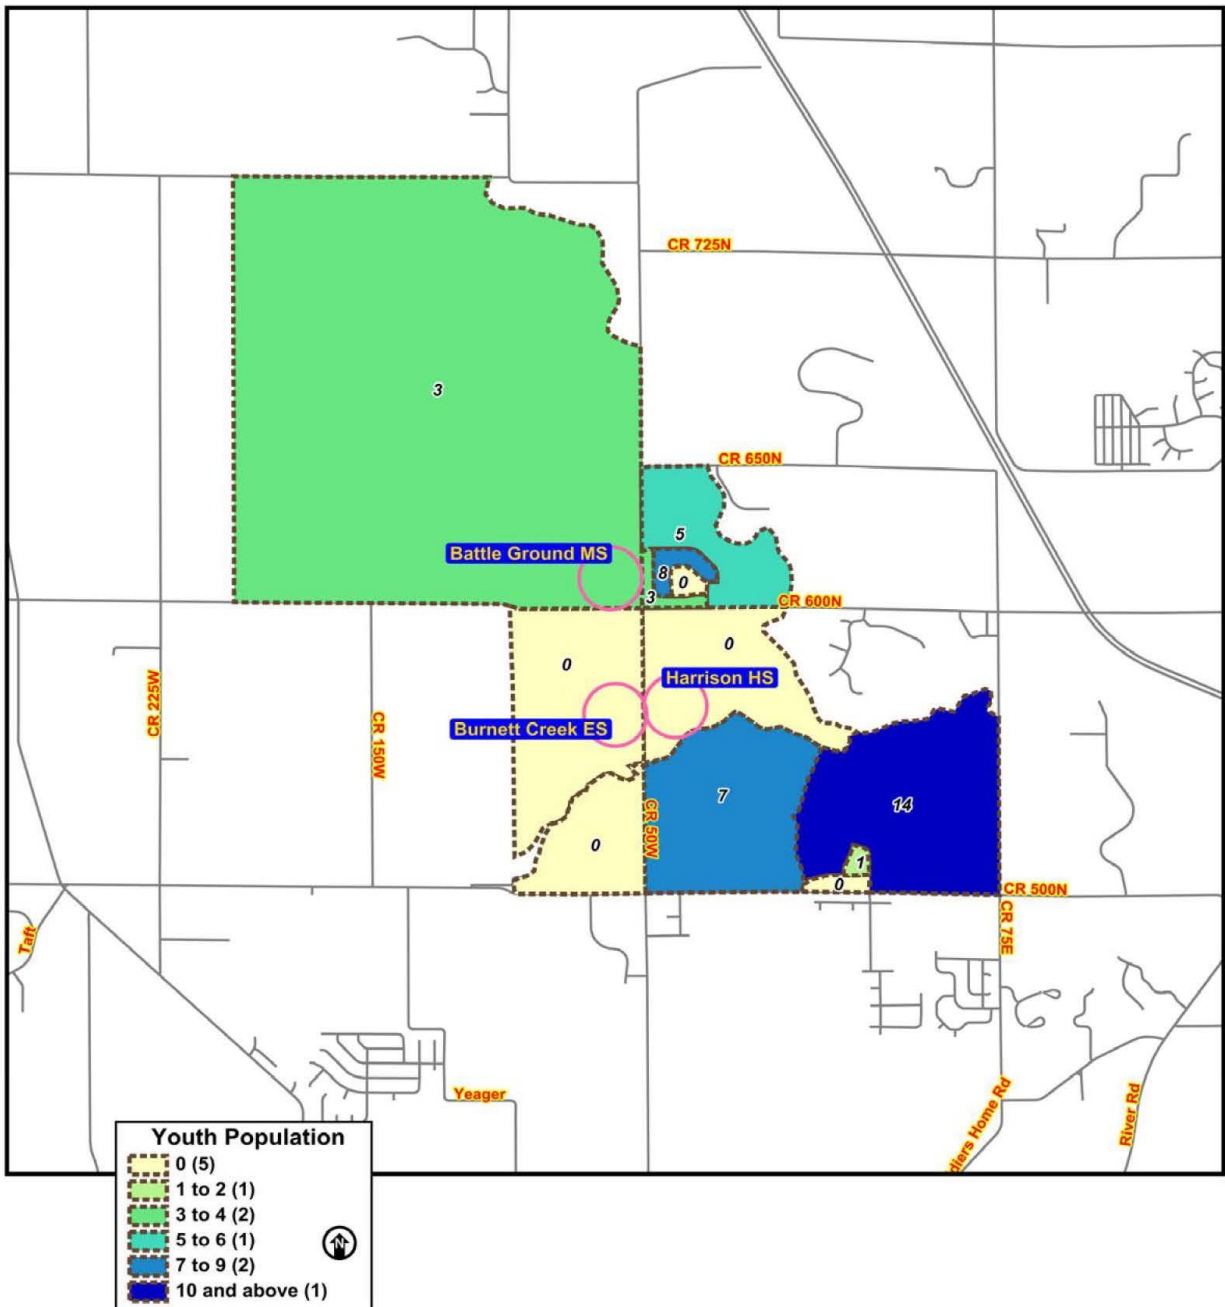 CR 725N
3
CR 650N
5
Battle Ground MS
8
0
3
CR 600N
0
0
Harrison HS
CR 225W
CR 150W
Burnett Creek ES
7
14
CR 50W
0
1
0
CR 500N
CR 75E
Taft
Yeager
diers Home Rd
River Rd
Youth Population
0 (5)
1 to 2 (1)
3 to 4 (2)
5 to 6 (1)
N
7 to 9 (2)
10 and above (1)